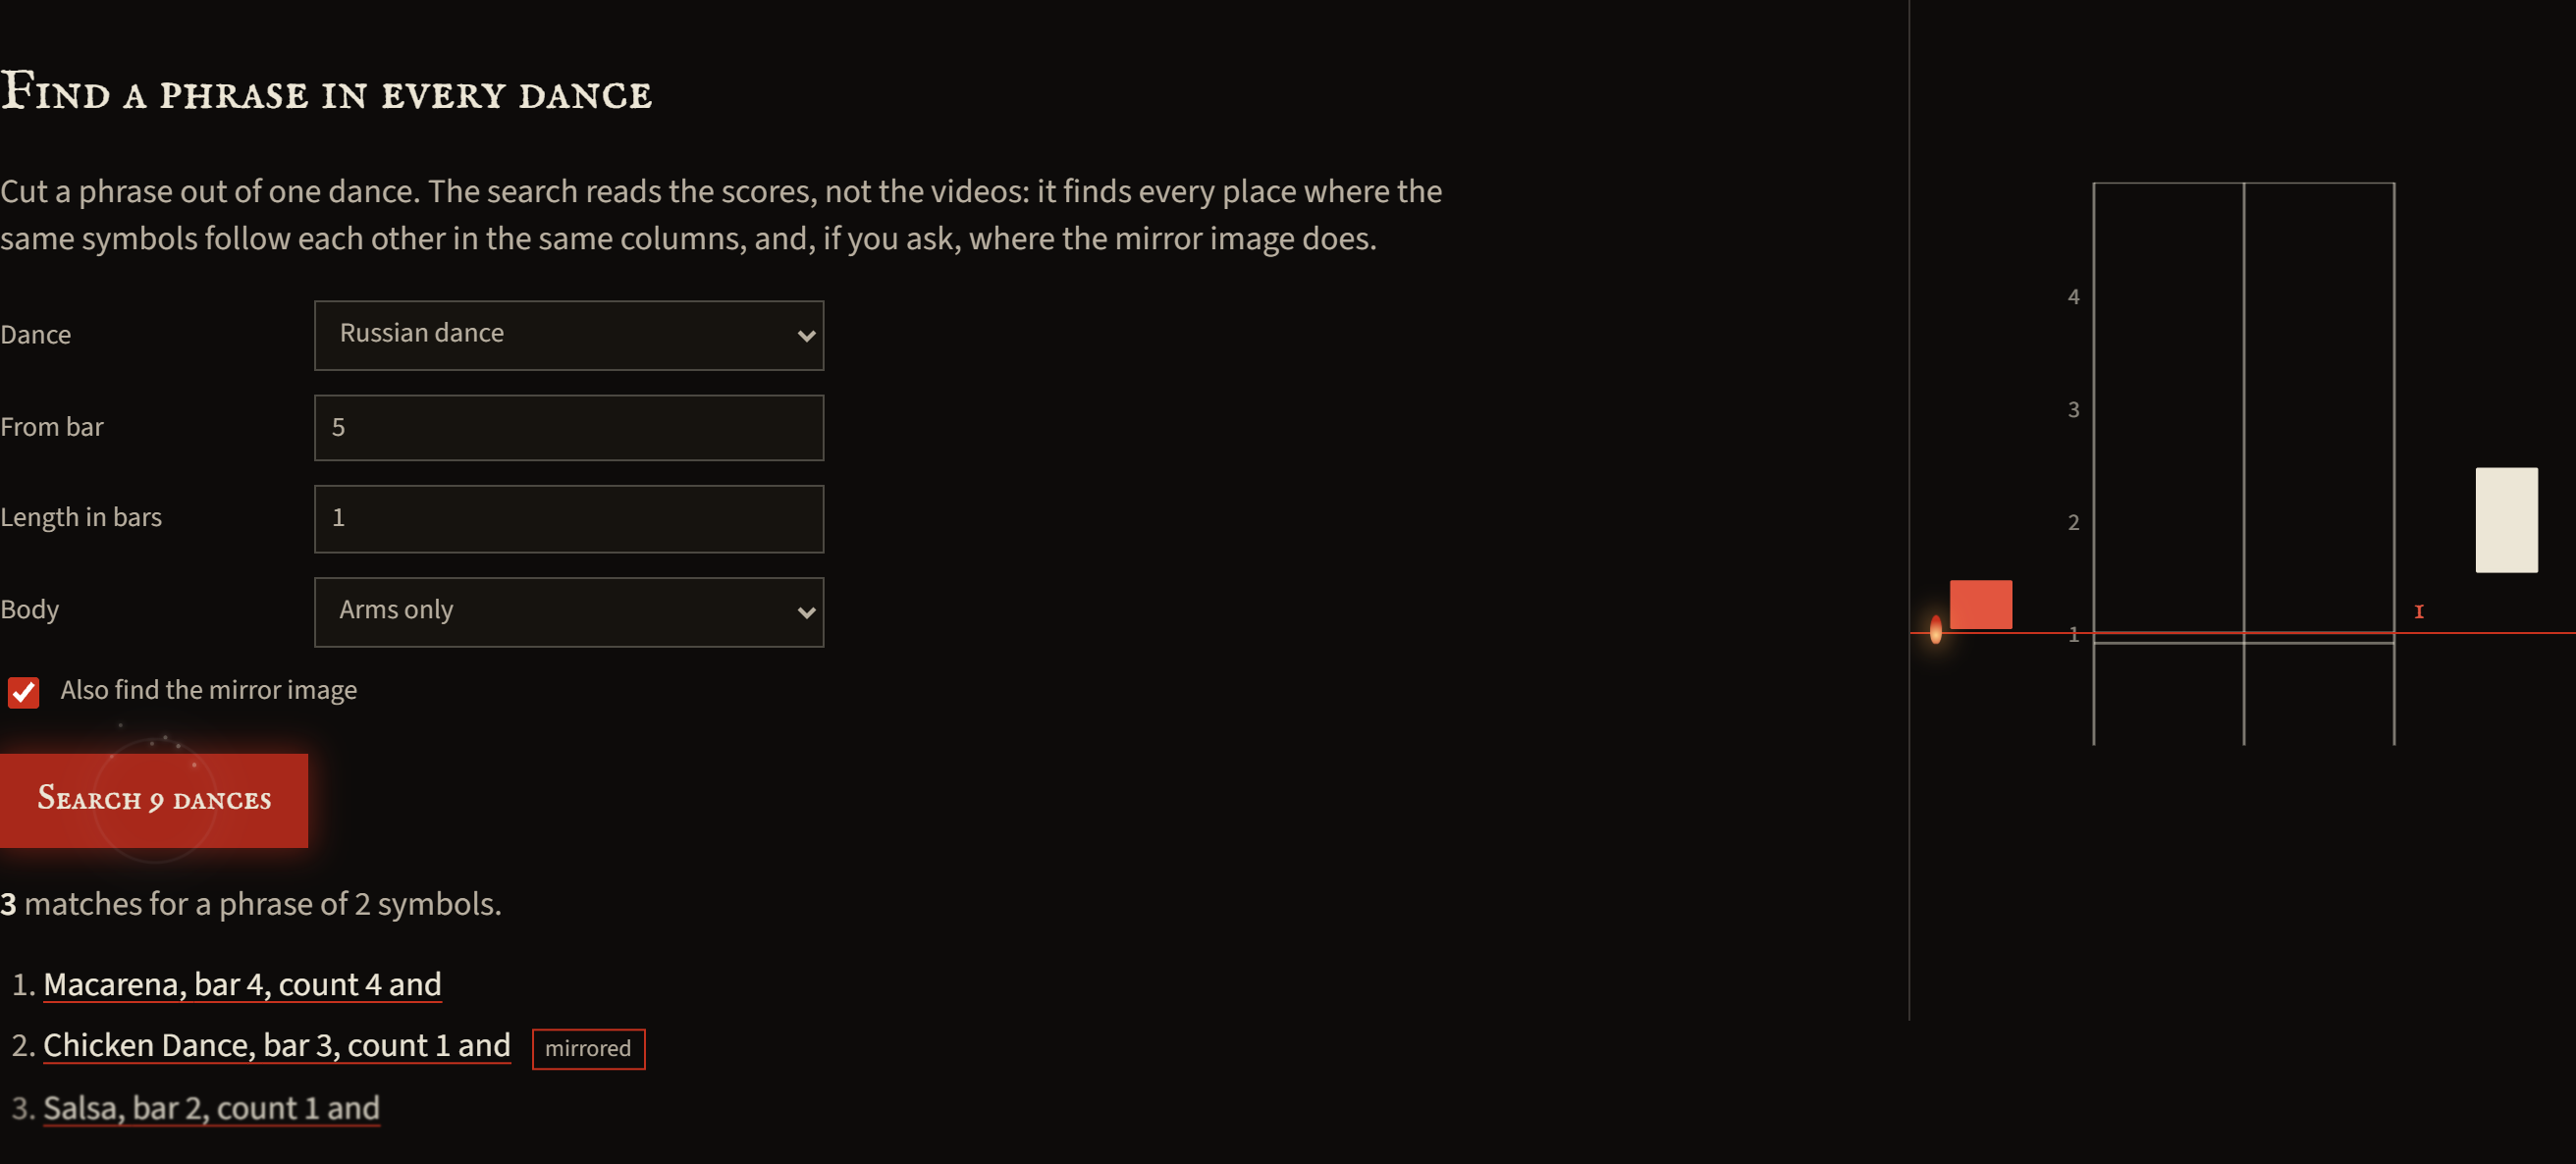 Find a phrase in every dance
Cut a phrase out of one dance. The search reads the scores, not the videos: it finds every place where the
same symbols follow each other in the same columns, and, if you ask, where the mirror image does.
Dance
Russian dance
From bar
5
Length in bars
1
Body
Arms only
Also find the mirror image
Search 9 dances
3 matches for a phrase of 2 symbols.
1. Macarena, bar 4, count 4 and
2. Chicken Dance, bar 3, count 1 and mirrored
3. Salsa, bar 2, count 1 and
4
3
2
1
1